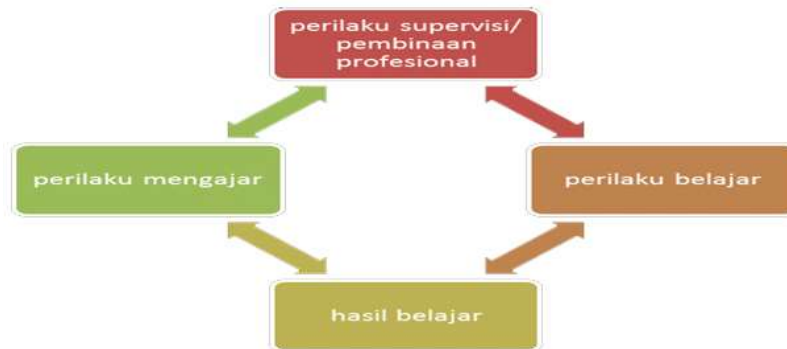 perilaku supervisi/
pembinaan
profesional
perilaku mengajar
perilaku belajar
hasil belajar